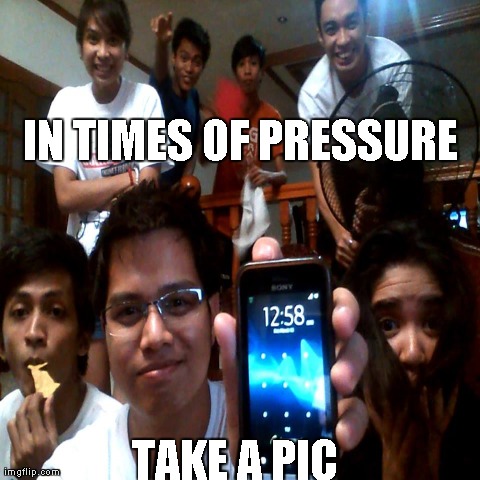 IN TIMES OF PRESSURE
SONY
12:58
TAKE A PIC
imgflip.com